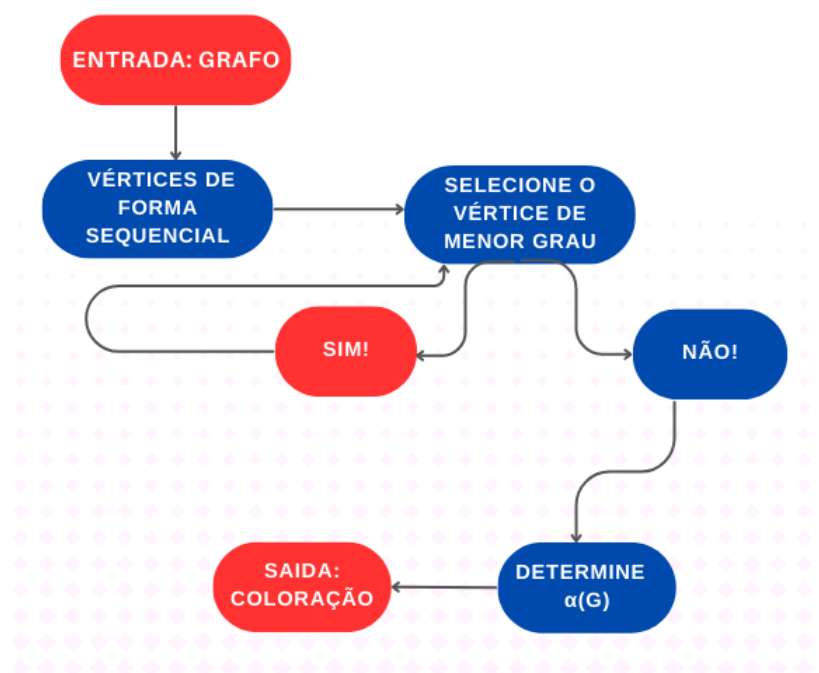 ENTRADA: GRAFO
VÉRTICES DE
FORMA
SEQUENCIAL
SELECIONE O
VÉRTICE DE
MENOR GRAU
SIM!
NÃO!
DETERMINE
α(G)
SAIDA:
COLORAÇÃO